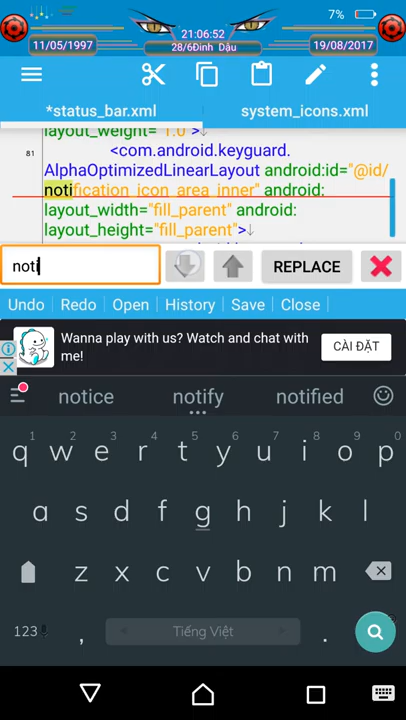 7%
21:06:52
11/05/1997
28/6Đinh Dậu
19/08/2017
*status_bar.xml
system_icons.xml
layout_weight="1.0">↓
81
<com.android.keyguard.
AlphaOptimizedLinearLayout android:id="@id/
notification_icon_area_inner" android:
layout_width="fill_parent" android:
layout_height="fill_parent">↓
noti
REPLACE
Undo
Redo
Open
History
Save
Close
Wanna play with us? Watch and chat with
me!
CÀI ĐẶT
notice
notify
notified
1 2 3 4 5 6 7 8 9 0
q w e r t y u i o p
a s d f g h j k l
z x c v b n m
123 , Tiếng Việt .